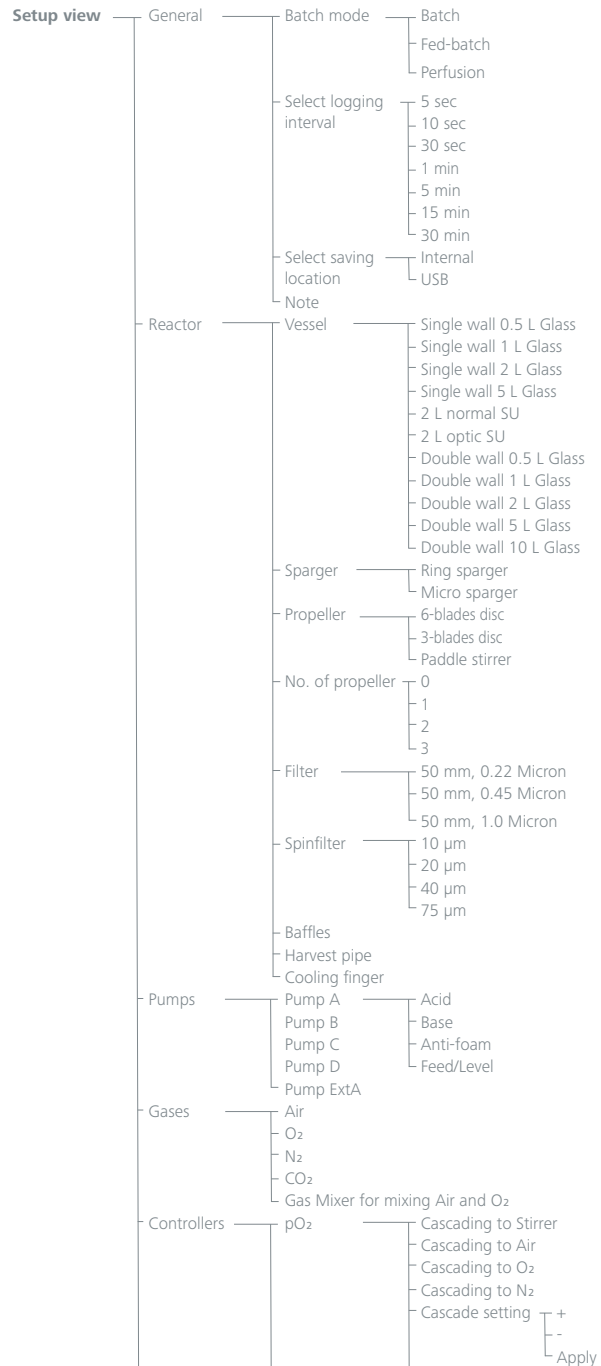 Setup view General Batch mode Batch
Fed-batch
Perfusion
Select logging interval 5 sec
10 sec
30 sec
1 min
5 min
15 min
30 min
Select saving location Internal
USB
Note
Reactor Vessel Single wall 0.5 L Glass
Single wall 1 L Glass
Single wall 2 L Glass
Single wall 5 L Glass
2 L normal SU
2 L optic SU
Double wall 0.5 L Glass
Double wall 1 L Glass
Double wall 2 L Glass
Double wall 5 L Glass
Double wall 10 L Glass
Sparger Ring sparger
Micro sparger
Propeller 6-blades disc
3-blades disc
Paddle stirrer
No. of propeller 0
1
2
3
Filter 50 mm, 0.22 Micron
50 mm, 0.45 Micron
50 mm, 1.0 Micron
Spinfilter 10 µm
20 µm
40 µm
75 µm
Baffles
Harvest pipe
Cooling finger
Pumps Pump A Acid
Pump B Base
Pump C Anti-foam
Pump D Feed/Level
Pump ExtA
Gases Air
O₂
N₂
CO₂
Gas Mixer for mixing Air and O₂
Controllers pO₂ Cascading to Stirrer
Cascading to Air
Cascading to O₂
Cascading to N₂
Cascade setting +
-
Apply